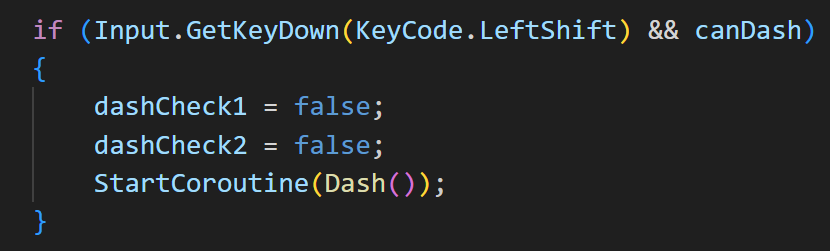 if (Input.GetKeyDown(KeyCode.LeftShift) && canDash)
{
    dashCheck1 = false;
    dashCheck2 = false;
    StartCoroutine(Dash());
}